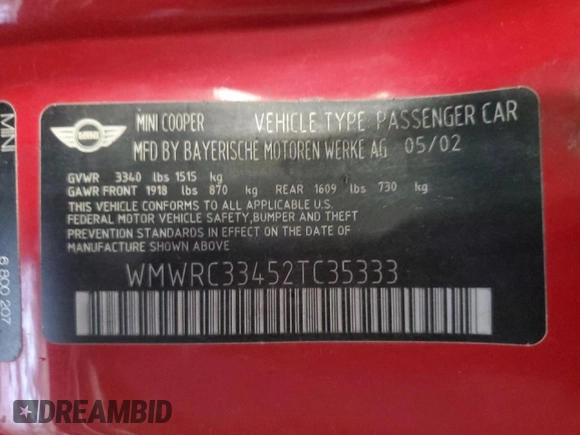 MINI
MINI COOPER VEHICLE TYPE PASSENGER CAR
MFD BY BAYERISCHE MOTOREN WERKE AG 05/02
GVWR 3340 lbs 1515 kg
GAWR FRONT 1918 lbs 870 kg REAR 1609 lbs 730 kg
THIS VEHICLE CONFORMS TO ALL APPLICABLE U.S.
FEDERAL MOTOR VEHICLE SAFETY,BUMPER AND THEFT
PREVENTION STANDARDS IN EFFECT ON THE DATE OF
MANUFACTURE SHOWN ABOVE.
WMWRC33452TC35333
MINI
6 800 207
DREAMBID